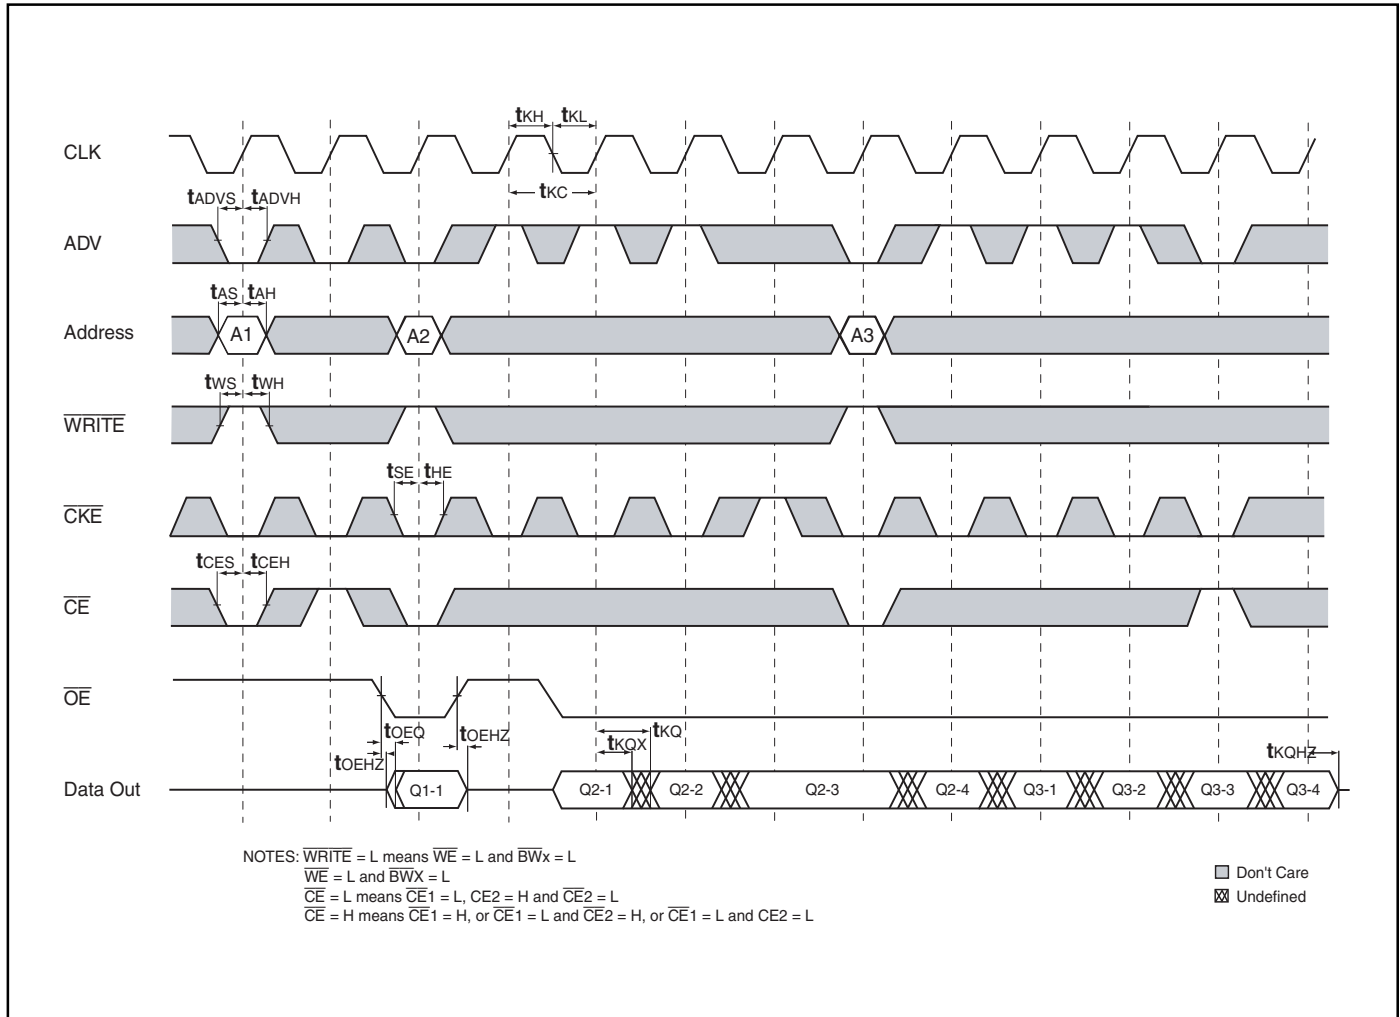 tKH tKL
CLK
tKC
tADVS tADVH
ADV
tAS tAH
Address A1 A2 A3
tWS tWH
WRITE
tSE tHE
CKE
tCES tCEH
CE
OE
tOEQ tOEHZ tKQ
tKQX
tOEHZ tKQHZ
Data Out Q1-1 Q2-1 Q2-2 Q2-3 Q2-4 Q3-1 Q3-2 Q3-3 Q3-4
NOTES: WRITE = L means WE = L and BWx = L
WE = L and BWX = L
CE = L means CE1 = L, CE2 = H and CE2 = L
CE = H means CE1 = H, or CE1 = L and CE2 = H, or CE1 = L and CE2 = L
Don't Care
Undefined